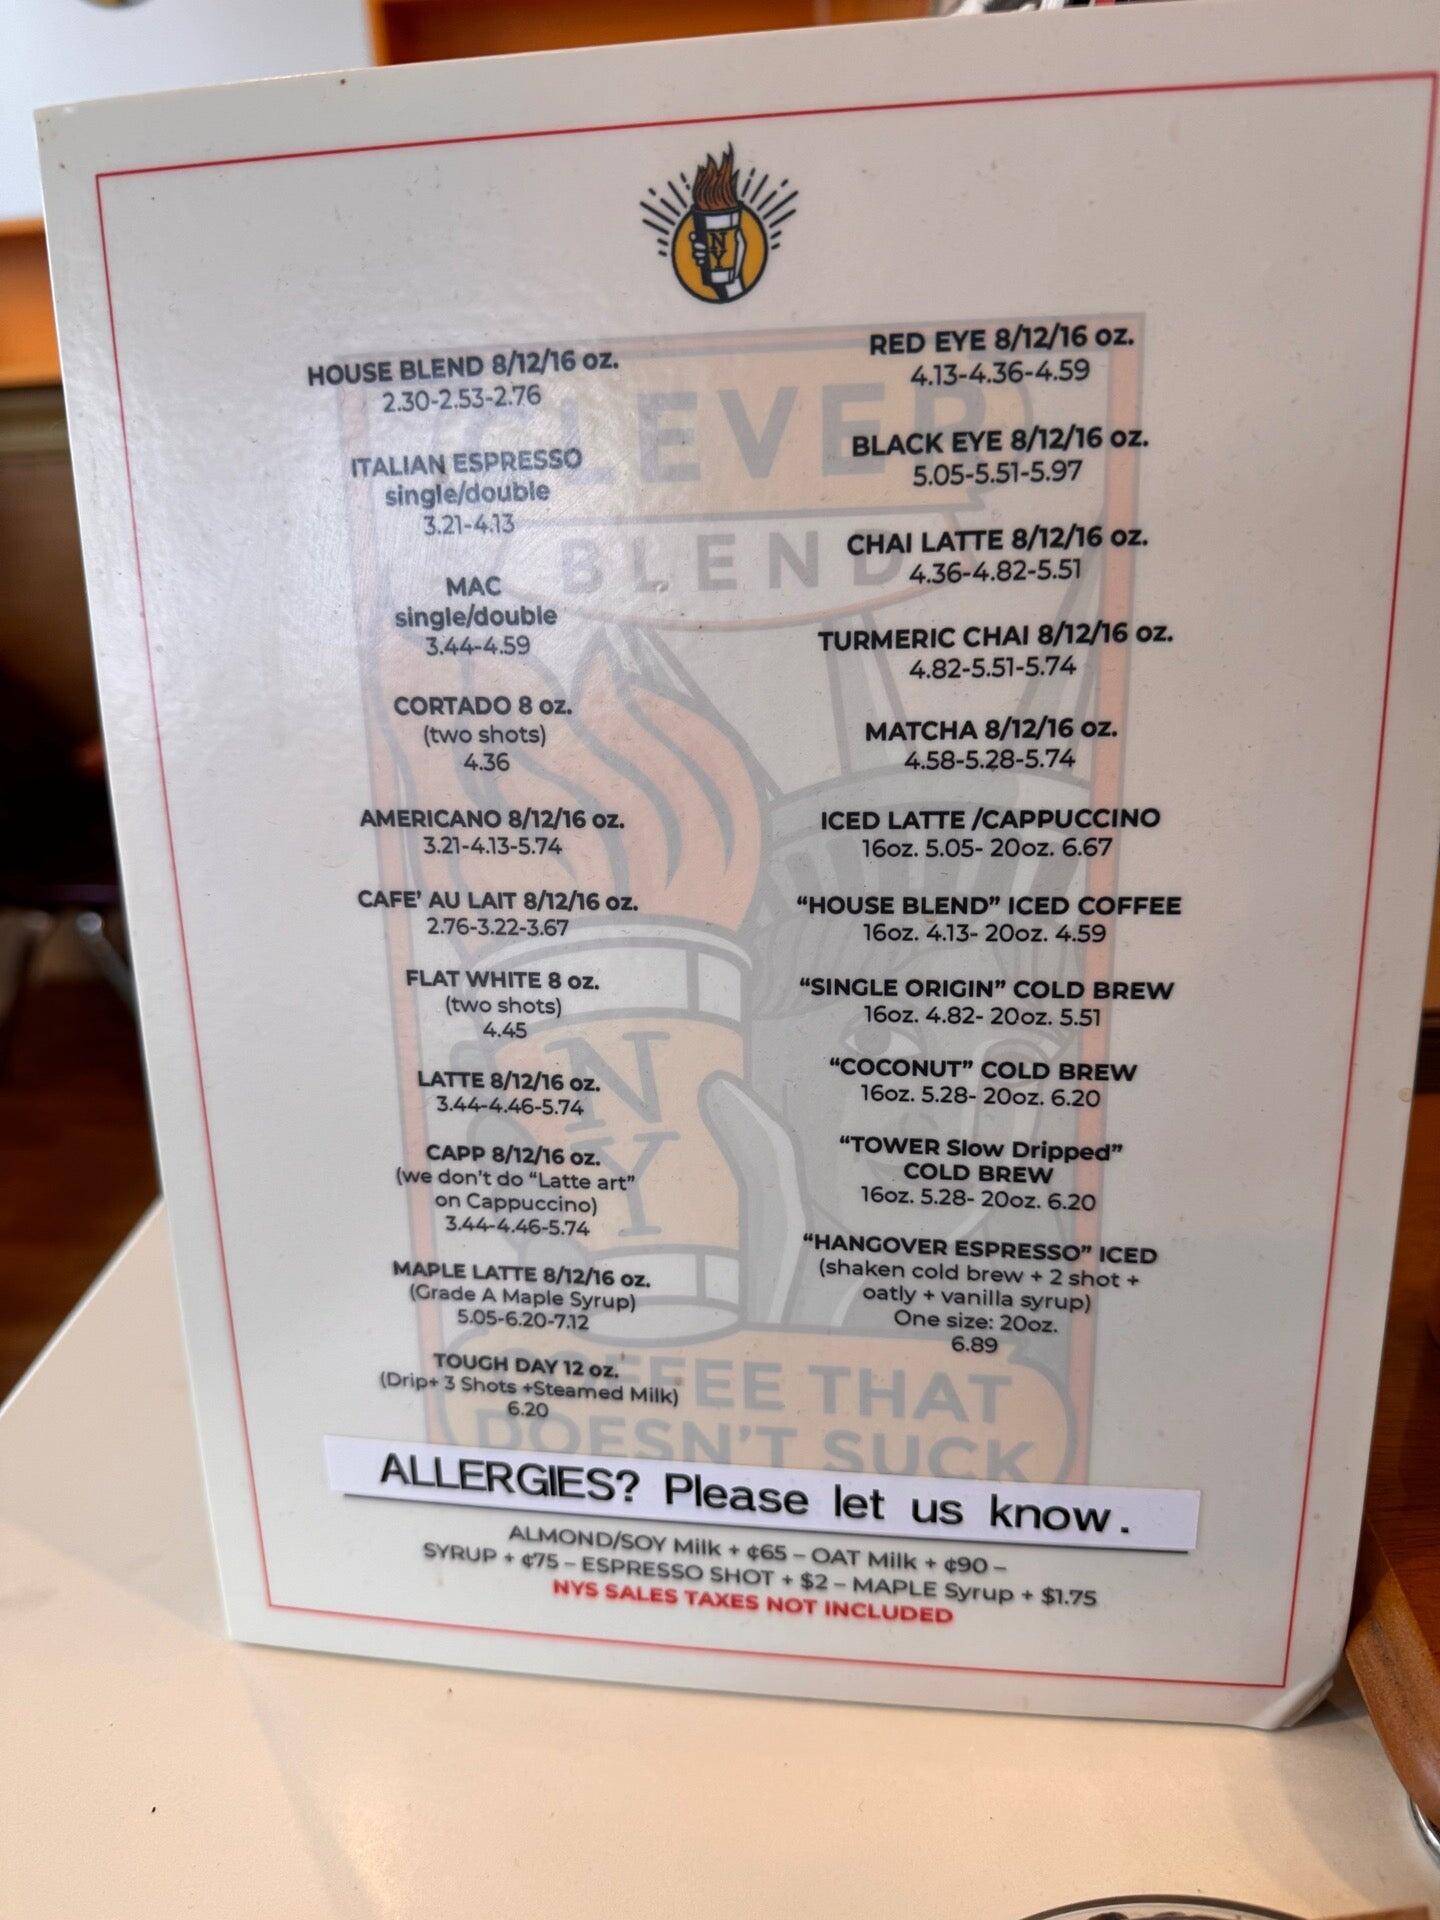 NY
HOUSE BLEND 8/12/16 oz.
2.30-2.53-2.76
ITALIAN ESPRESSO
single/double
3.21-4.13
MAC
single/double
3.44-4.59
CORTADO 8 oz.
(two shots)
4.36
AMERICANO 8/12/16 oz.
3.21-4.13-5.74
CAFE' AU LAIT 8/12/16 oz.
2.76-3.22-3.67
FLAT WHITE 8 oz.
(two shots)
4.45
LATTE 8/12/16 oz.
3.44-4.46-5.74
CAPP 8/12/16 oz.
(we don't do "Latte art"
on Cappuccino)
3.44-4.46-5.74
MAPLE LATTE 8/12/16 oz.
(Grade A Maple Syrup)
5.05-6.20-7.12
TOUGH DAY 12 oz.
(Drip+ 3 Shots +Steamed Milk)
6.20
RED EYE 8/12/16 oz.
4.13-4.36-4.59
BLACK EYE 8/12/16 oz.
5.05-5.51-5.97
CHAI LATTE 8/12/16 oz.
4.36-4.82-5.51
TURMERIC CHAI 8/12/16 oz.
4.82-5.51-5.74
MATCHA 8/12/16 oz.
4.58-5.28-5.74
ICED LATTE /CAPPUCCINO
16oz. 5.05- 20oz. 6.67
“HOUSE BLEND” ICED COFFEE
16oz. 4.13- 20oz. 4.59
“SINGLE ORIGIN” COLD BREW
16oz. 4.82- 20oz. 5.51
“COCONUT” COLD BREW
16oz. 5.28- 20oz. 6.20
“TOWER Slow Dripped”
COLD BREW
16oz. 5.28- 20oz. 6.20
“HANGOVER ESPRESSO” ICED
(shaken cold brew + 2 shot +
oatly + vanilla syrup)
One size: 20oz.
6.89
CLEVER
BLEND
NY
COFFEE THAT
DOESN'T SUCK
ALLERGIES? Please let us know.
ALMOND/SOY Milk + ¢65 – OAT Milk + ¢90 –
SYRUP + ¢75 – ESPRESSO SHOT + $2 – MAPLE Syrup + $1.75
NYS SALES TAXES NOT INCLUDED